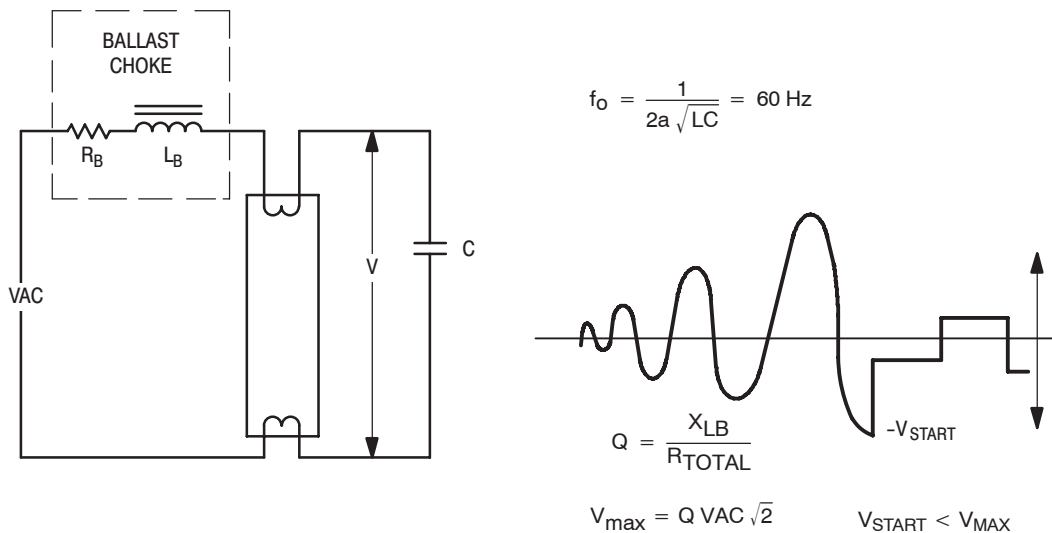 BALLAST
CHOKE
R_B
L_B
VAC
V
C
f_o = 1 / (2a √LC) = 60 Hz
-V_START
Q = X_LB / R_TOTAL
V_max = Q VAC √2
V_START < V_MAX